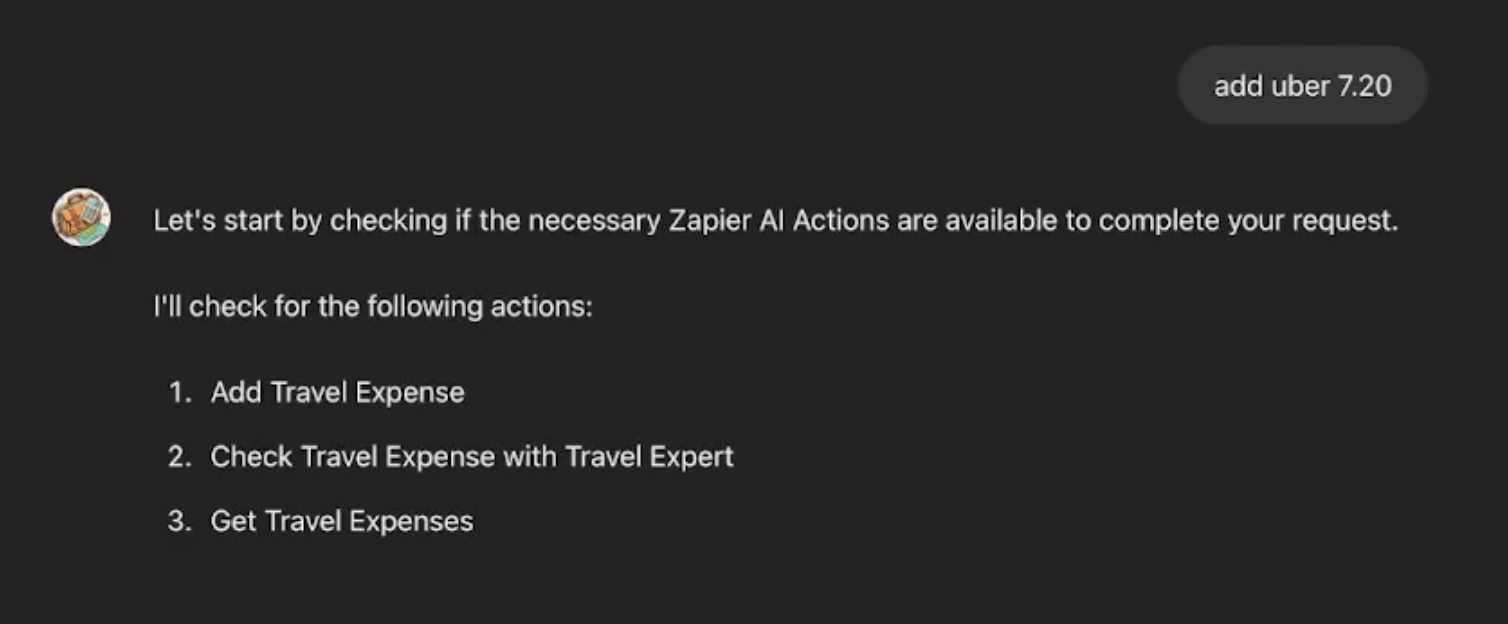 add uber 7.20
Let's start by checking if the necessary Zapier AI Actions are available to complete your request.
I'll check for the following actions:
1. Add Travel Expense
2. Check Travel Expense with Travel Expert
3. Get Travel Expenses